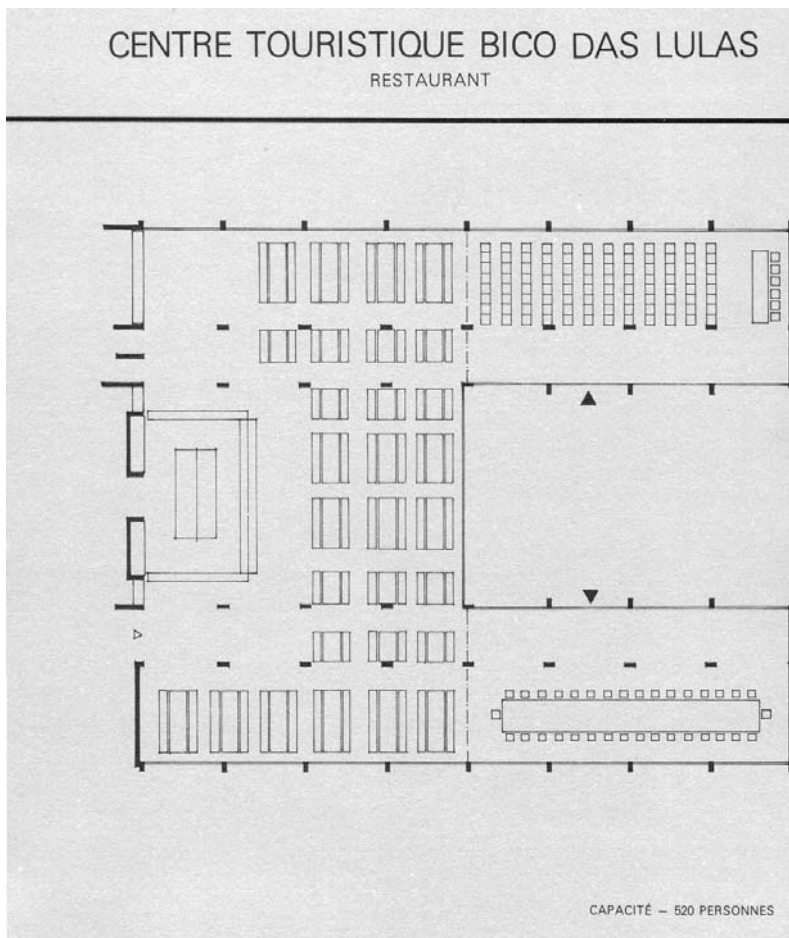 CENTRE TOURISTIQUE BICO DAS LULAS
RESTAURANT
CAPACITÉ – 520 PERSONNES